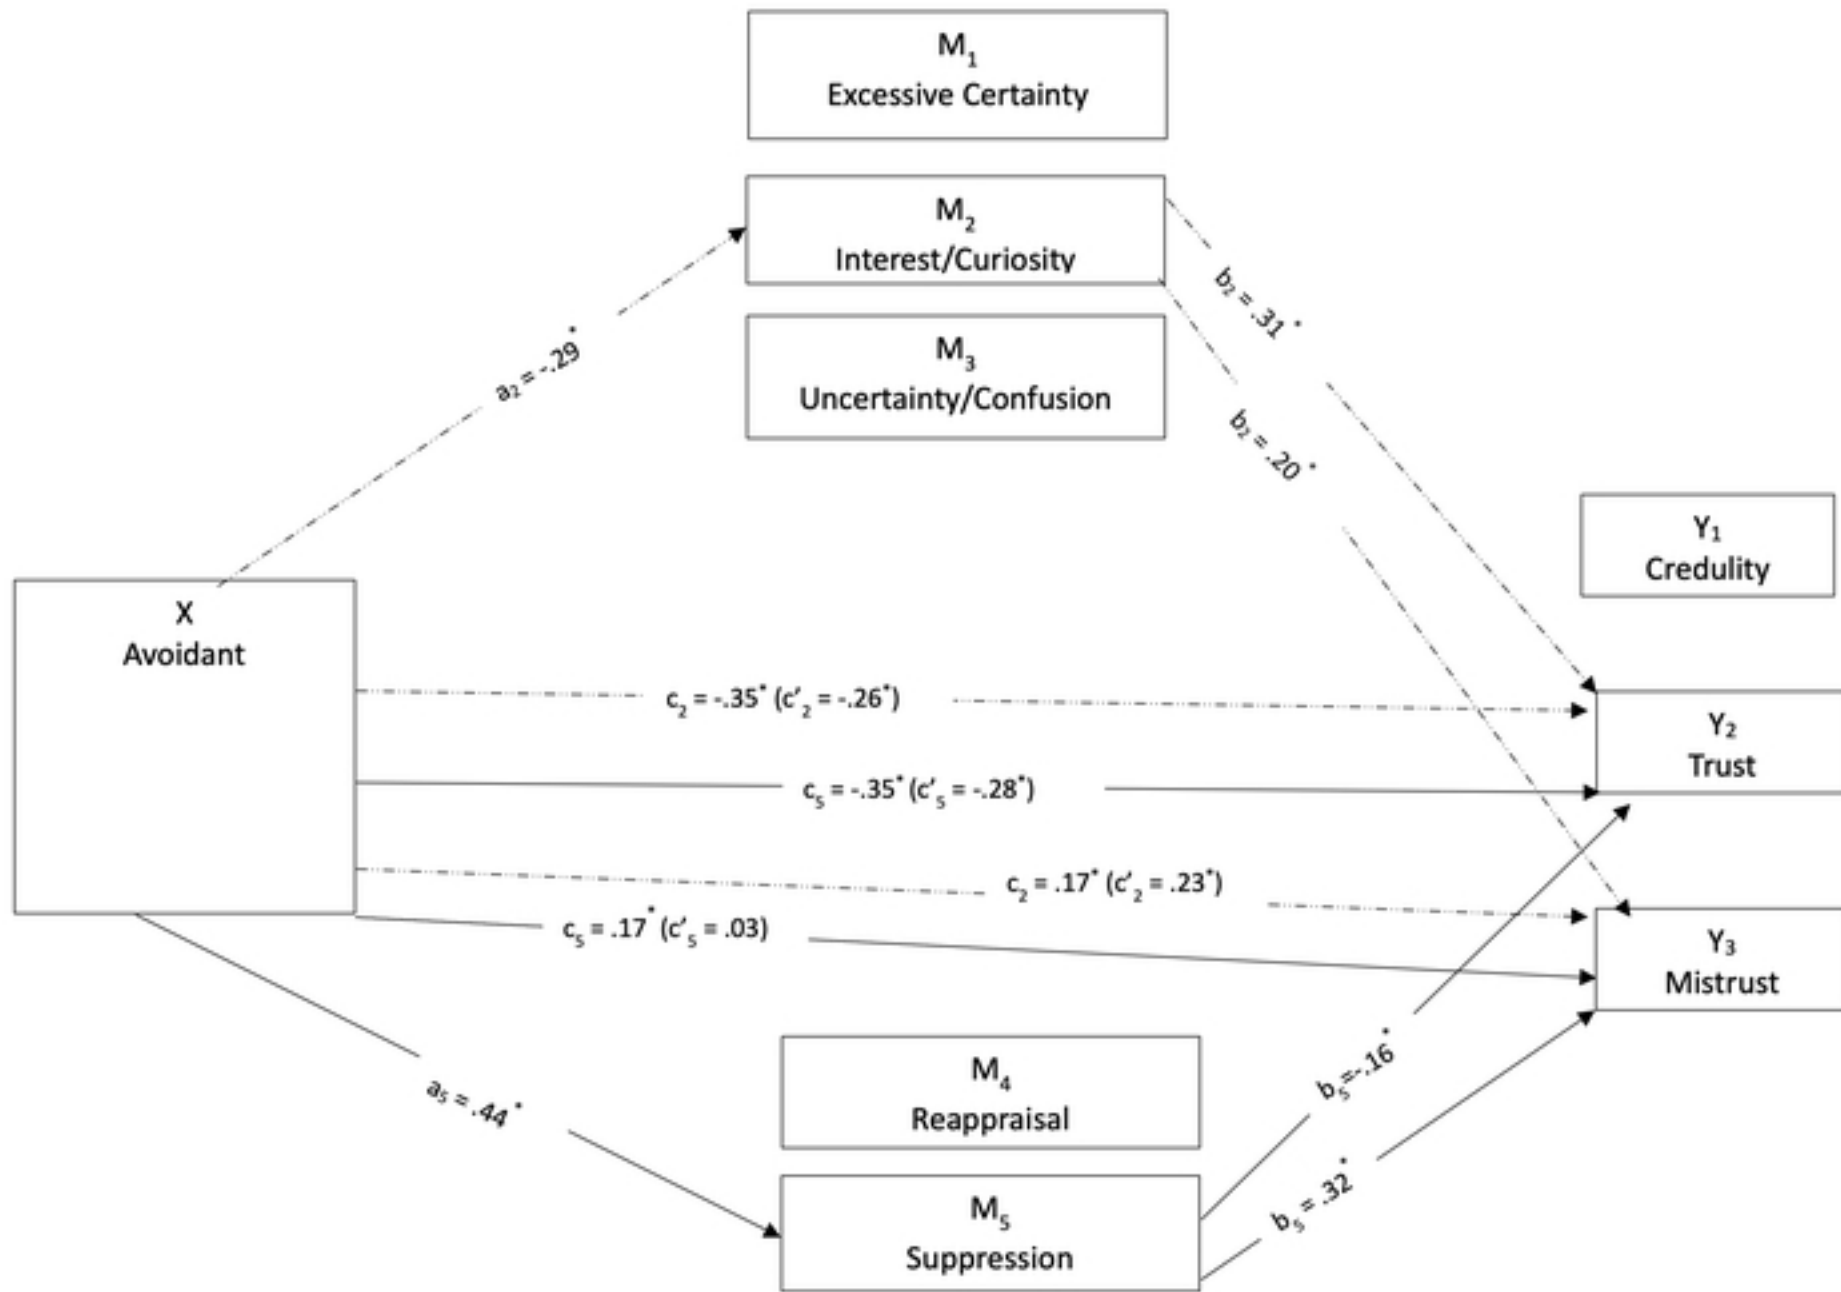 M₁
Excessive Certainty
M₂
Interest/Curiosity
M₃
Uncertainty/Confusion
a₂ = -.29*
b₂ = .31*
b₂ = .20*
Y₁
Credulity
X
Avoidant
c₂ = -.35* (c'₂ = -.26*)
Y₂
Trust
c₅ = -.35* (c'₅ = -.28*)
c₂ = .17* (c'₂ = .23*)
c₅ = .17* (c'₅ = .03)
Y₃
Mistrust
a₅ = .44*
M₄
Reappraisal
b₅=-.16*
M₅
Suppression
b₅ = .32*